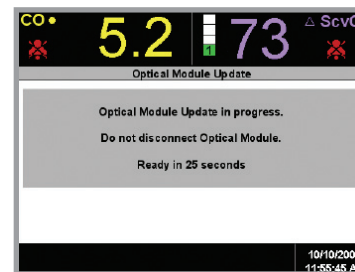 CO 5.2 1 73 △ ScvO
Optical Module Update
Optical Module Update in progress.
Do not disconnect Optical Module.
Ready in 25 seconds
10/10/200
11:55:45 A